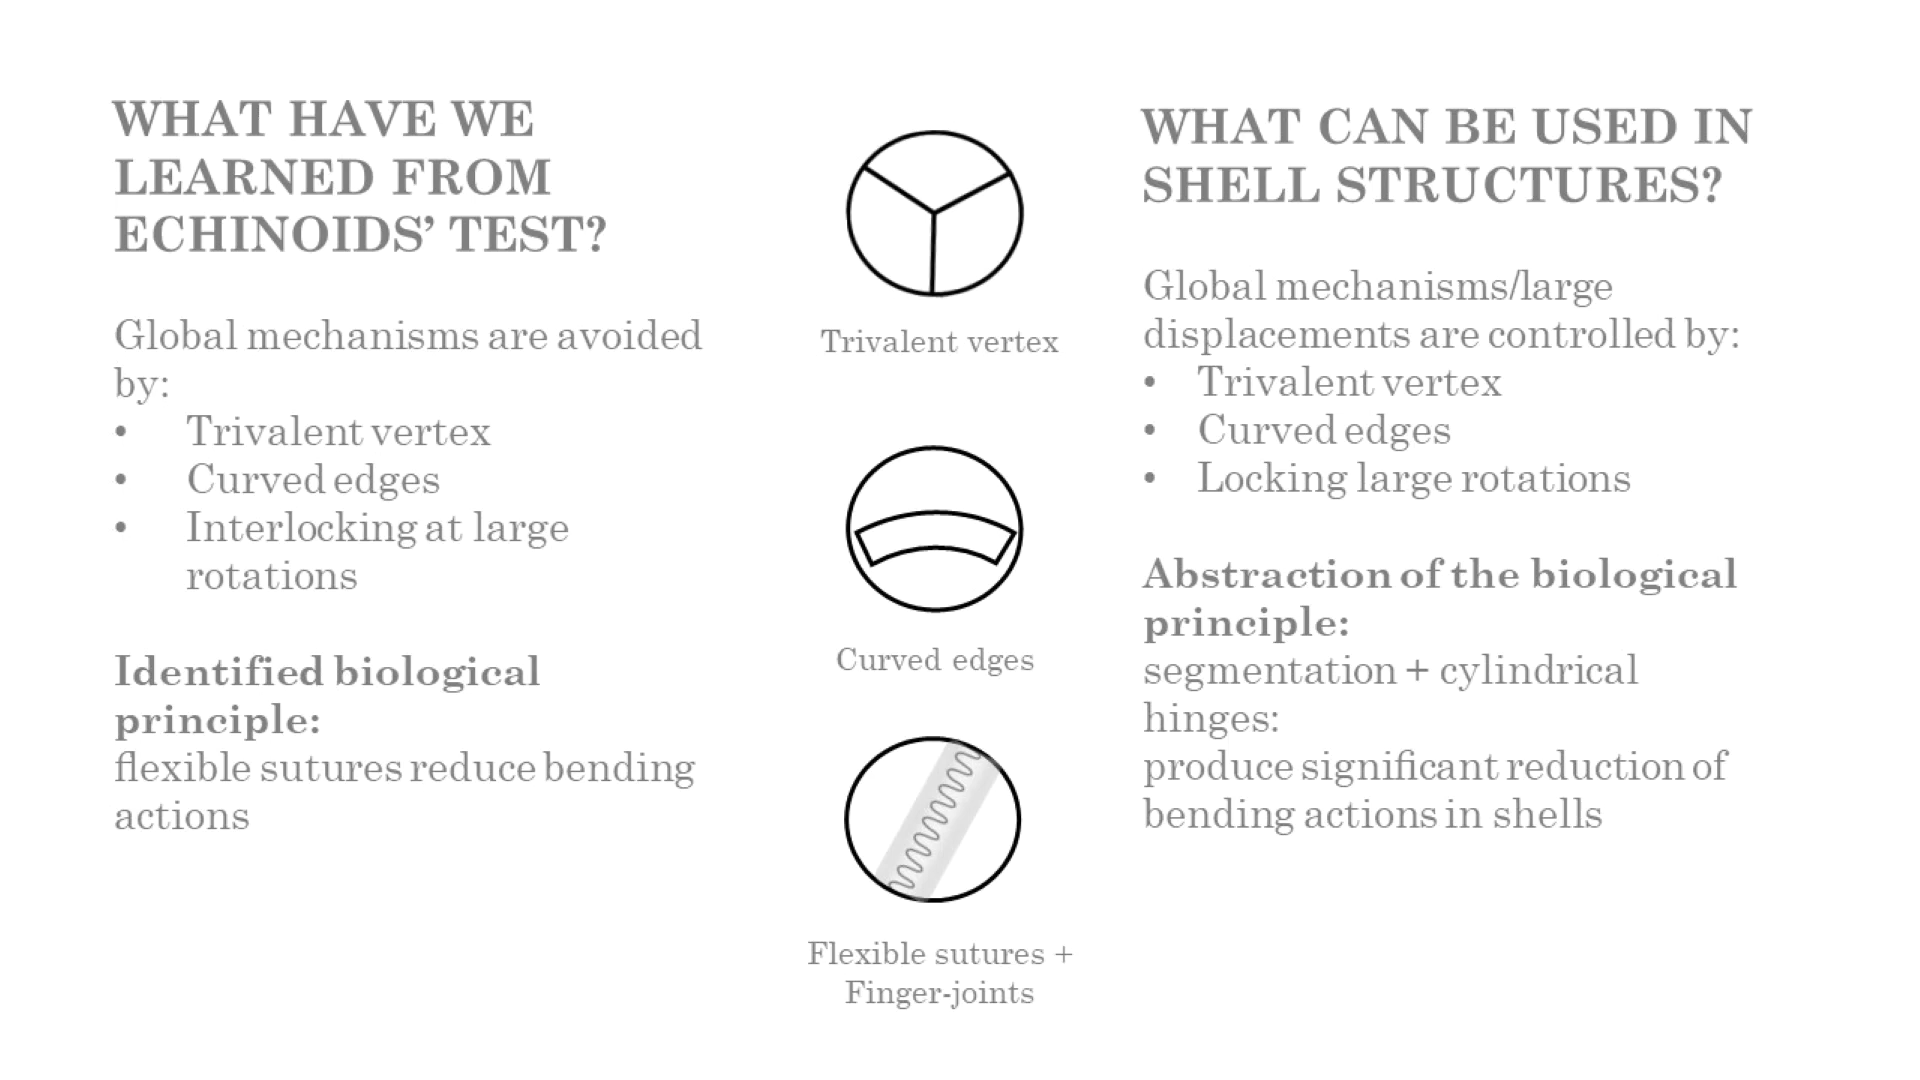 WHAT HAVE WE
LEARNED FROM
ECHINOIDS’ TEST?
Global mechanisms are avoided
by:
• Trivalent vertex
• Curved edges
• Interlocking at large
rotations
Identified biological
principle:
flexible sutures reduce bending
actions
Trivalent vertex
Curved edges
Flexible sutures +
Finger-joints
WHAT CAN BE USED IN
SHELL STRUCTURES?
Global mechanisms/large
displacements are controlled by:
• Trivalent vertex
• Curved edges
• Locking large rotations
Abstraction of the biological
principle:
segmentation + cylindrical
hinges:
produce significant reduction of
bending actions in shells